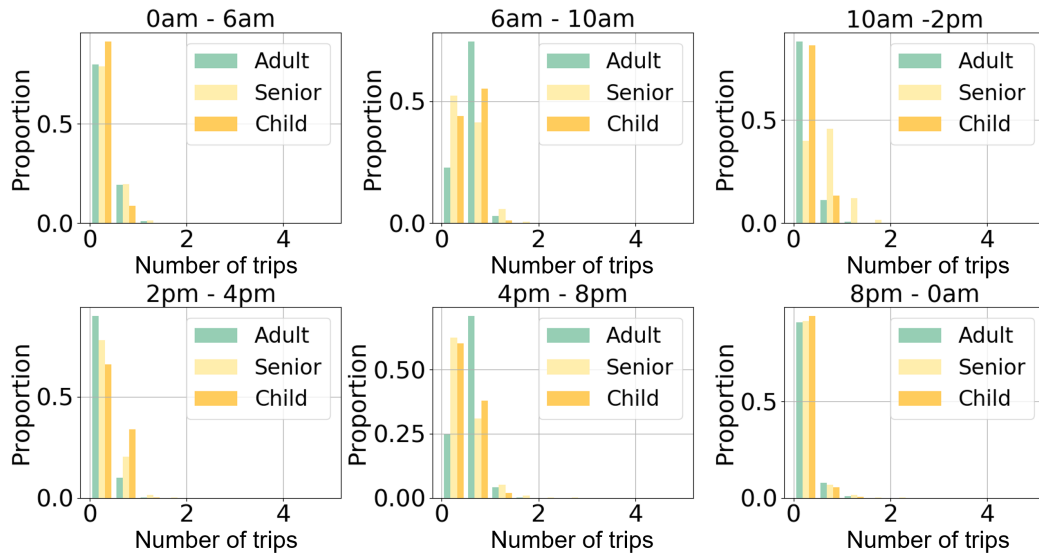 0am - 6am
Proportion
0.5
0.0
Adult
Senior
Child
0 2 4
Number of trips
6am - 10am
Proportion
0.5
0.0
Adult
Senior
Child
0 2 4
Number of trips
10am -2pm
Proportion
0.5
0.0
Adult
Senior
Child
0 2 4
Number of trips
2pm - 4pm
Proportion
0.5
0.0
Adult
Senior
Child
0 2 4
Number of trips
4pm - 8pm
Proportion
0.50
0.25
0.00
Adult
Senior
Child
0 2 4
Number of trips
8pm - 0am
Proportion
0.5
0.0
Adult
Senior
Child
0 2 4
Number of trips